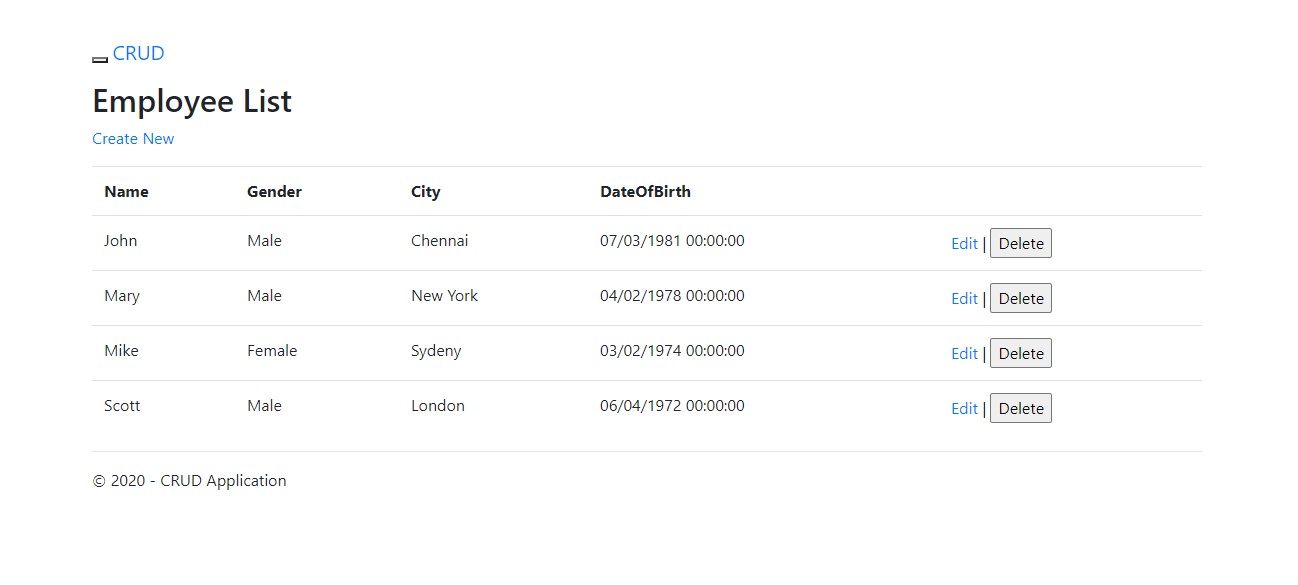 CRUD
Employee List
Create New
Name Gender City DateOfBirth
John Male Chennai 07/03/1981 00:00:00 Edit | Delete
Mary Male New York 04/02/1978 00:00:00 Edit | Delete
Mike Female Sydeny 03/02/1974 00:00:00 Edit | Delete
Scott Male London 06/04/1972 00:00:00 Edit | Delete
© 2020 - CRUD Application